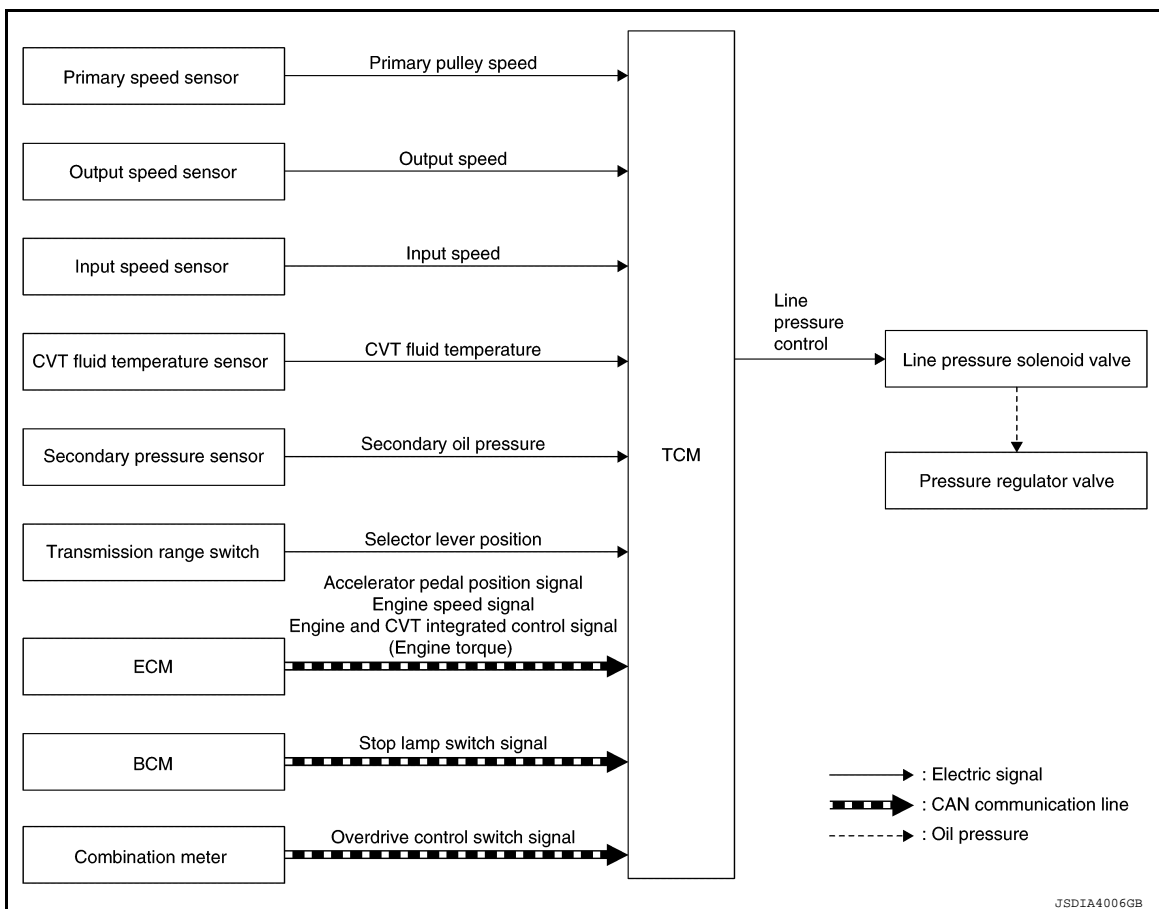 Primary speed sensor
Primary pulley speed
Output speed sensor
Output speed
Input speed sensor
Input speed
CVT fluid temperature sensor
CVT fluid temperature
Secondary pressure sensor
Secondary oil pressure
Transmission range switch
Selector lever position
ECM
Accelerator pedal position signal
Engine speed signal
Engine and CVT integrated control signal
(Engine torque)
BCM
Stop lamp switch signal
Combination meter
Overdrive control switch signal
TCM
Line
pressure
control
Line pressure solenoid valve
Pressure regulator valve
: Electric signal
: CAN communication line
: Oil pressure
JSDIA4006GB